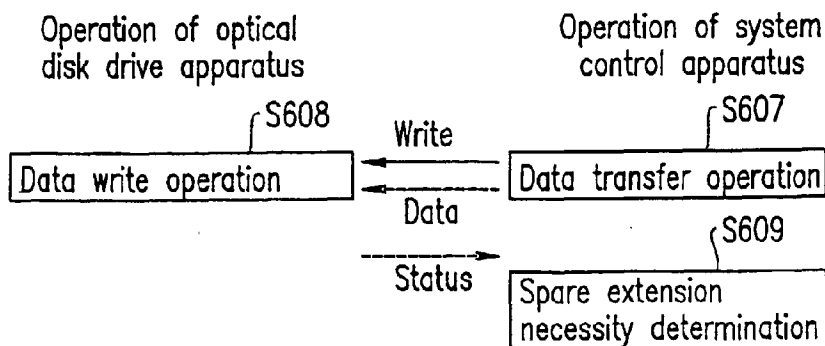 Operation of optical
disk drive apparatus
Operation of system
control apparatus
S608
Write
S607
Data write operation
Data transfer operation
Data
S609
Status
Spare extension
necessity determination